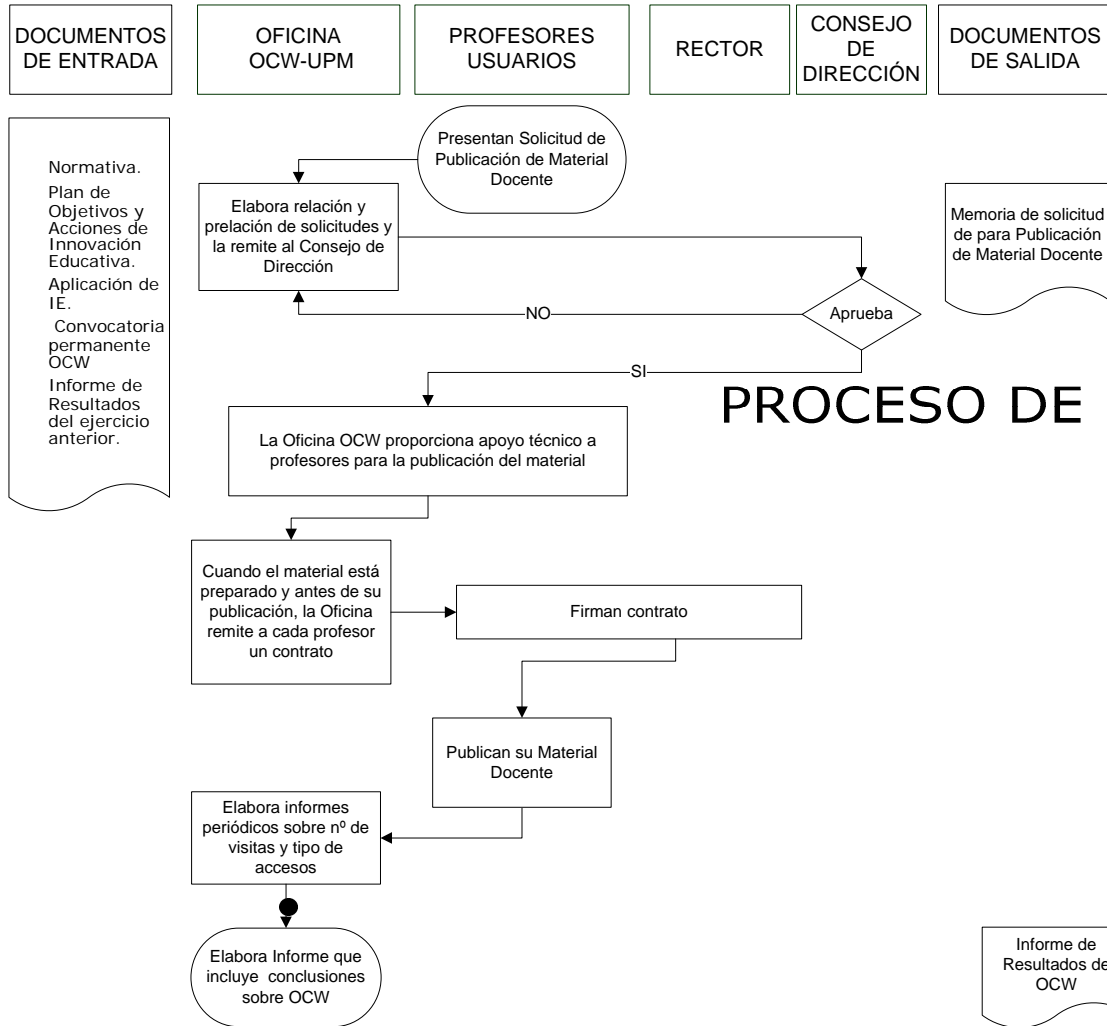 DOCUMENTOS
DE ENTRADA
OFICINA
OCW-UPM
PROFESORES
USUARIOS
RECTOR
CONSEJO
DE
DIRECCIÓN
DOCUMENTOS
DE SALIDA
Normativa.
Plan de
Objetivos y
Acciones de
Innovación
Educativa.
Aplicación de
IE.
Convocatoria
permanente
OCW
Informe de
Resultados
del ejercicio
anterior.
Presentan Solicitud de
Publicación de Material
Docente
Elabora relación y
prelación de solicitudes y
la remite al Consejo de
Dirección
Memoria de solicitud
de para Publicación
de Material Docente
Aprueba
NO
SI
PROCESO DE
La Oficina OCW proporciona apoyo técnico a
profesores para la publicación del material
Cuando el material está
preparado y antes de su
publicación, la Oficina
remite a cada profesor
un contrato
Firman contrato
Publican su Material
Docente
Elabora informes
periódicos sobre nº de
visitas y tipo de
accesos
Elabora Informe que
incluye conclusiones
sobre OCW
Informe de
Resultados de
OCW